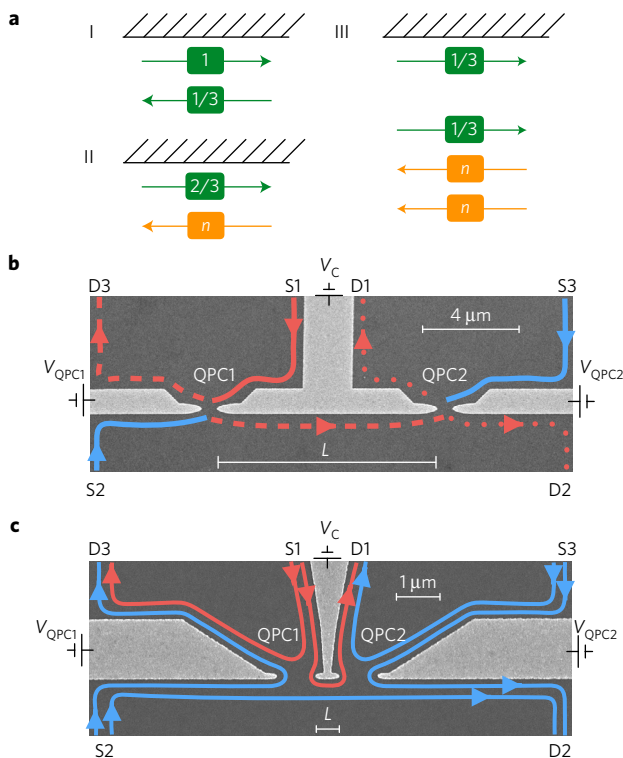 a
I
1
1/3
II
2/3
n
III
1/3
1/3
n
n
b
V_C
D3 S1 D1 S3
4 μm
V_QPC1 QPC1 QPC2 V_QPC2
L
S2 D2
c
V_C
D3 S1 D1 S3
1 μm
V_QPC1 QPC1 QPC2 V_QPC2
L
S2 D2